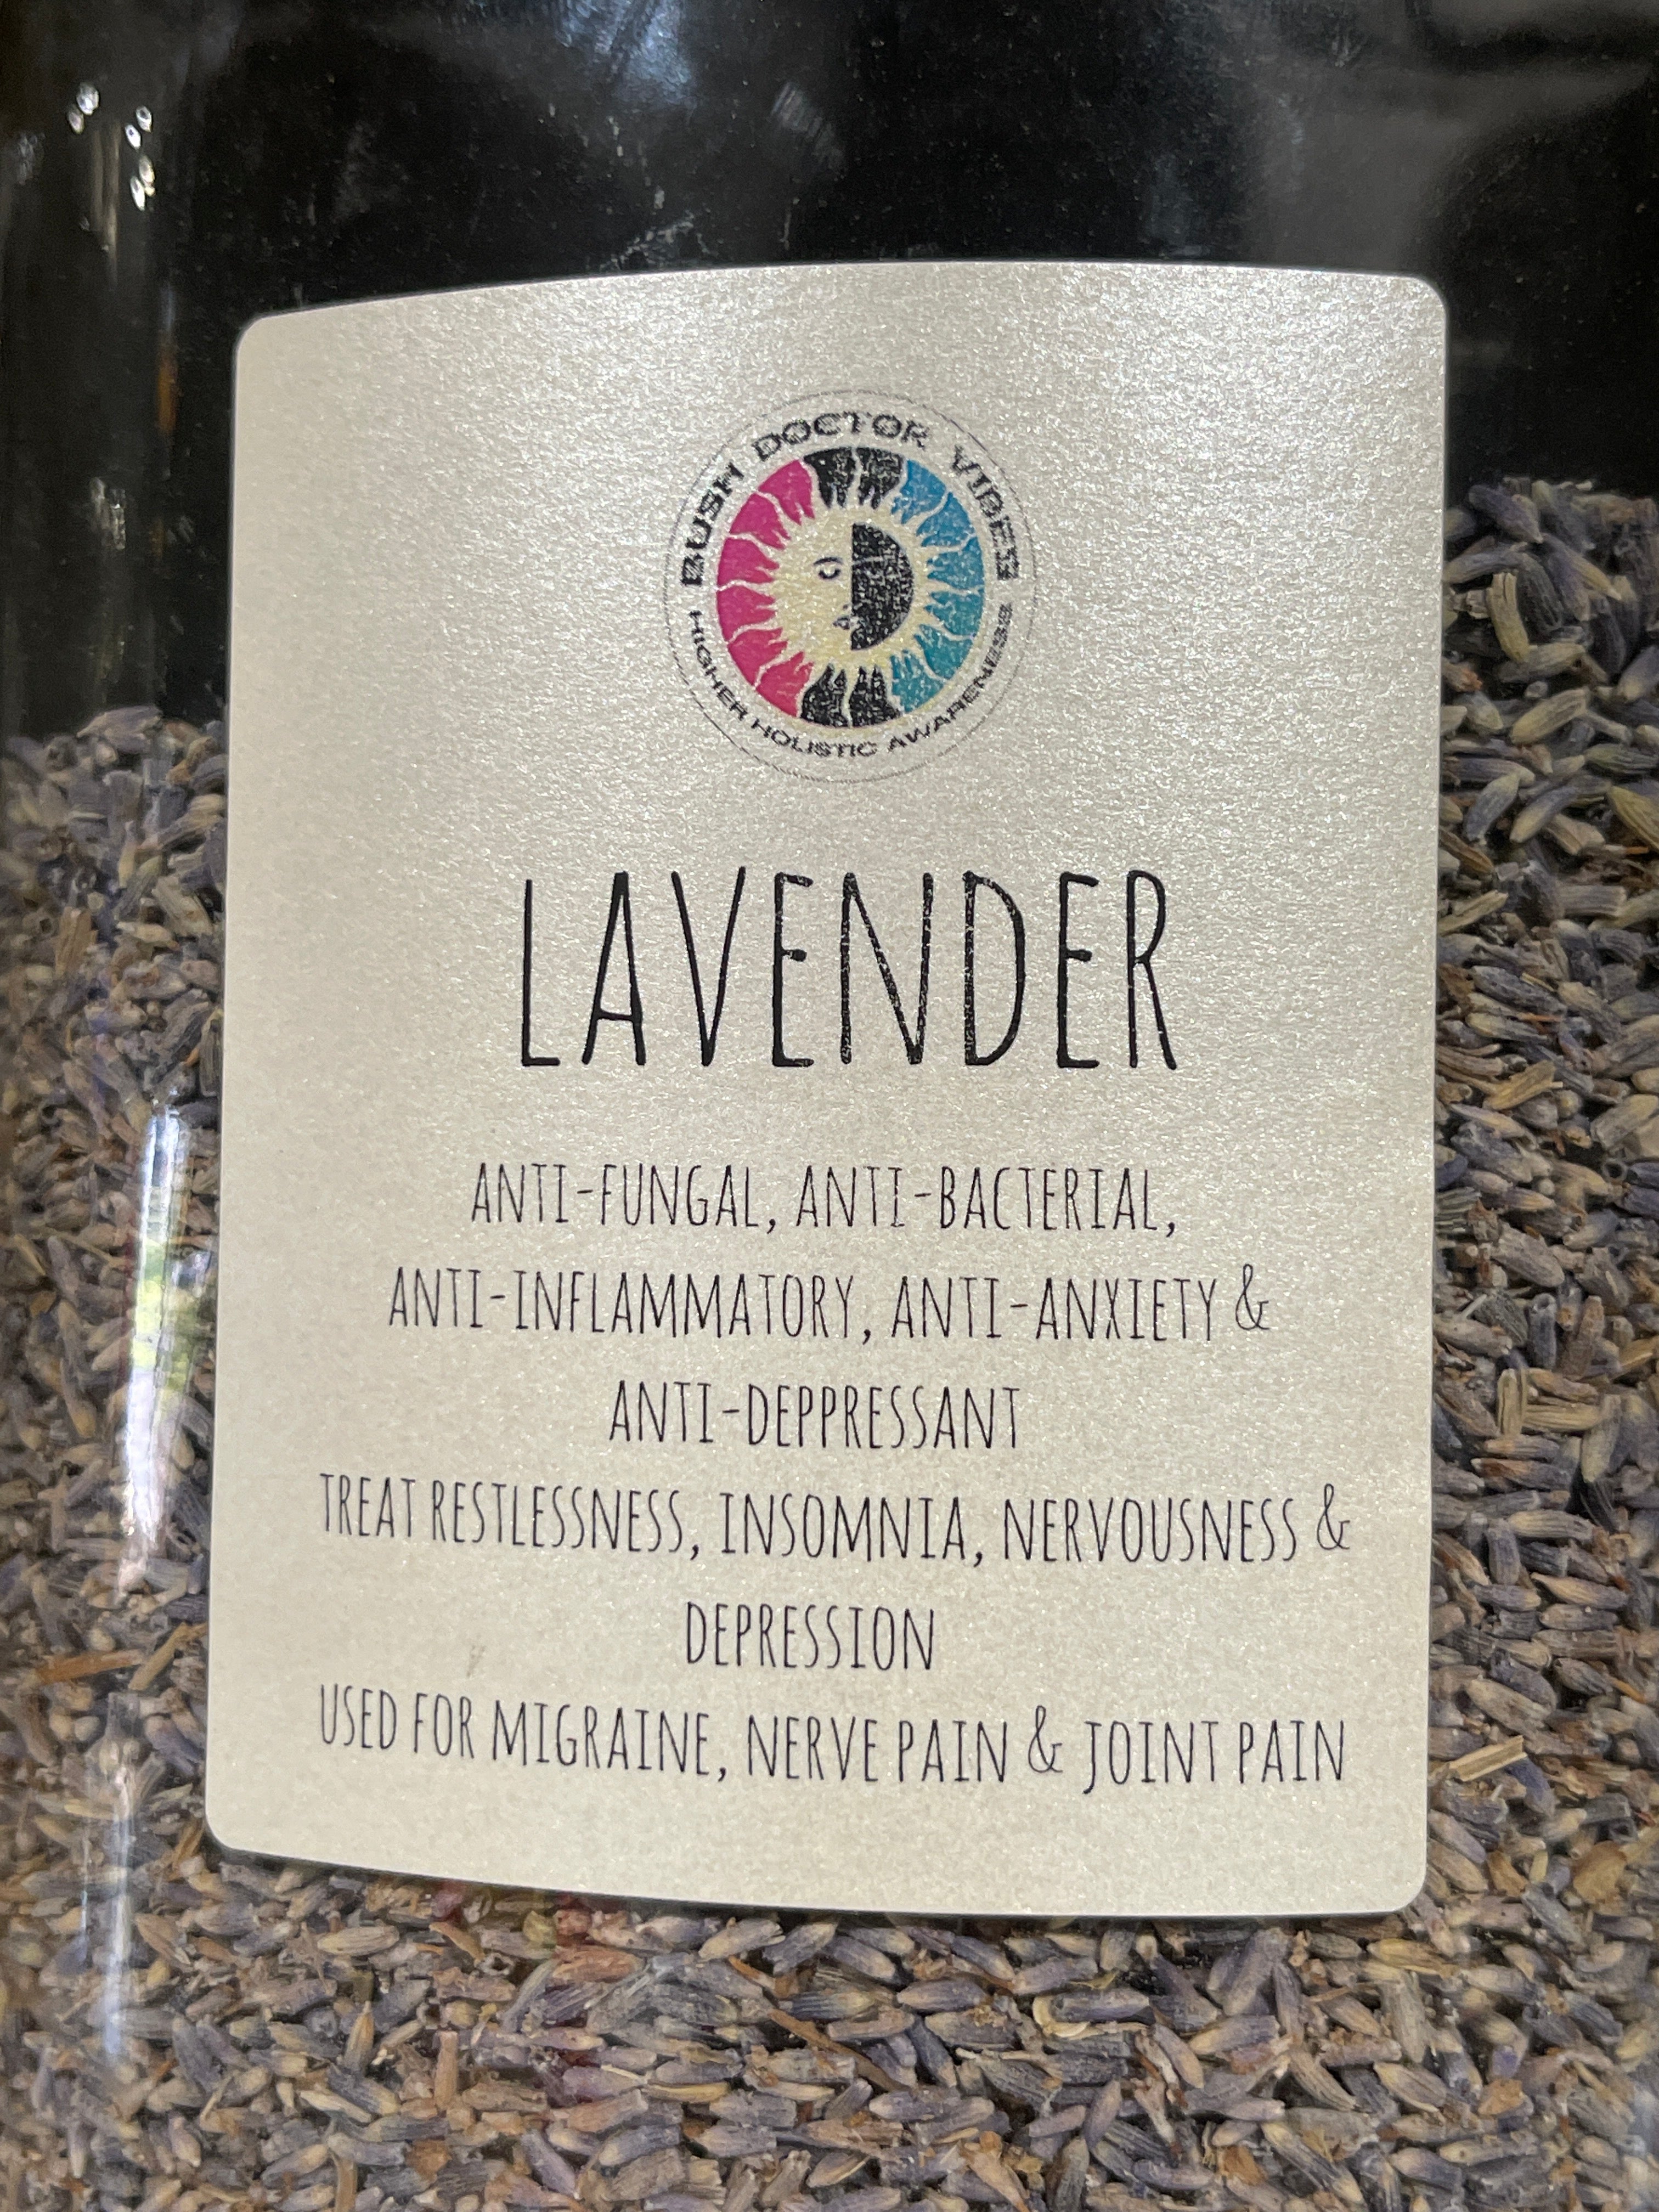 BUSH DOCTOR VIBES
HIGHER HOLISTIC AWARENESS
LAVENDER
ANTI-FUNGAL, ANTI-BACTERIAL,
ANTI-INFLAMMATORY, ANTI-ANXIETY &
ANTI-DEPPRESSANT
TREAT RESTLESSNESS, INSOMNIA, NERVOUSNESS &
DEPRESSION
USED FOR MIGRAINE, NERVE PAIN & JOINT PAIN